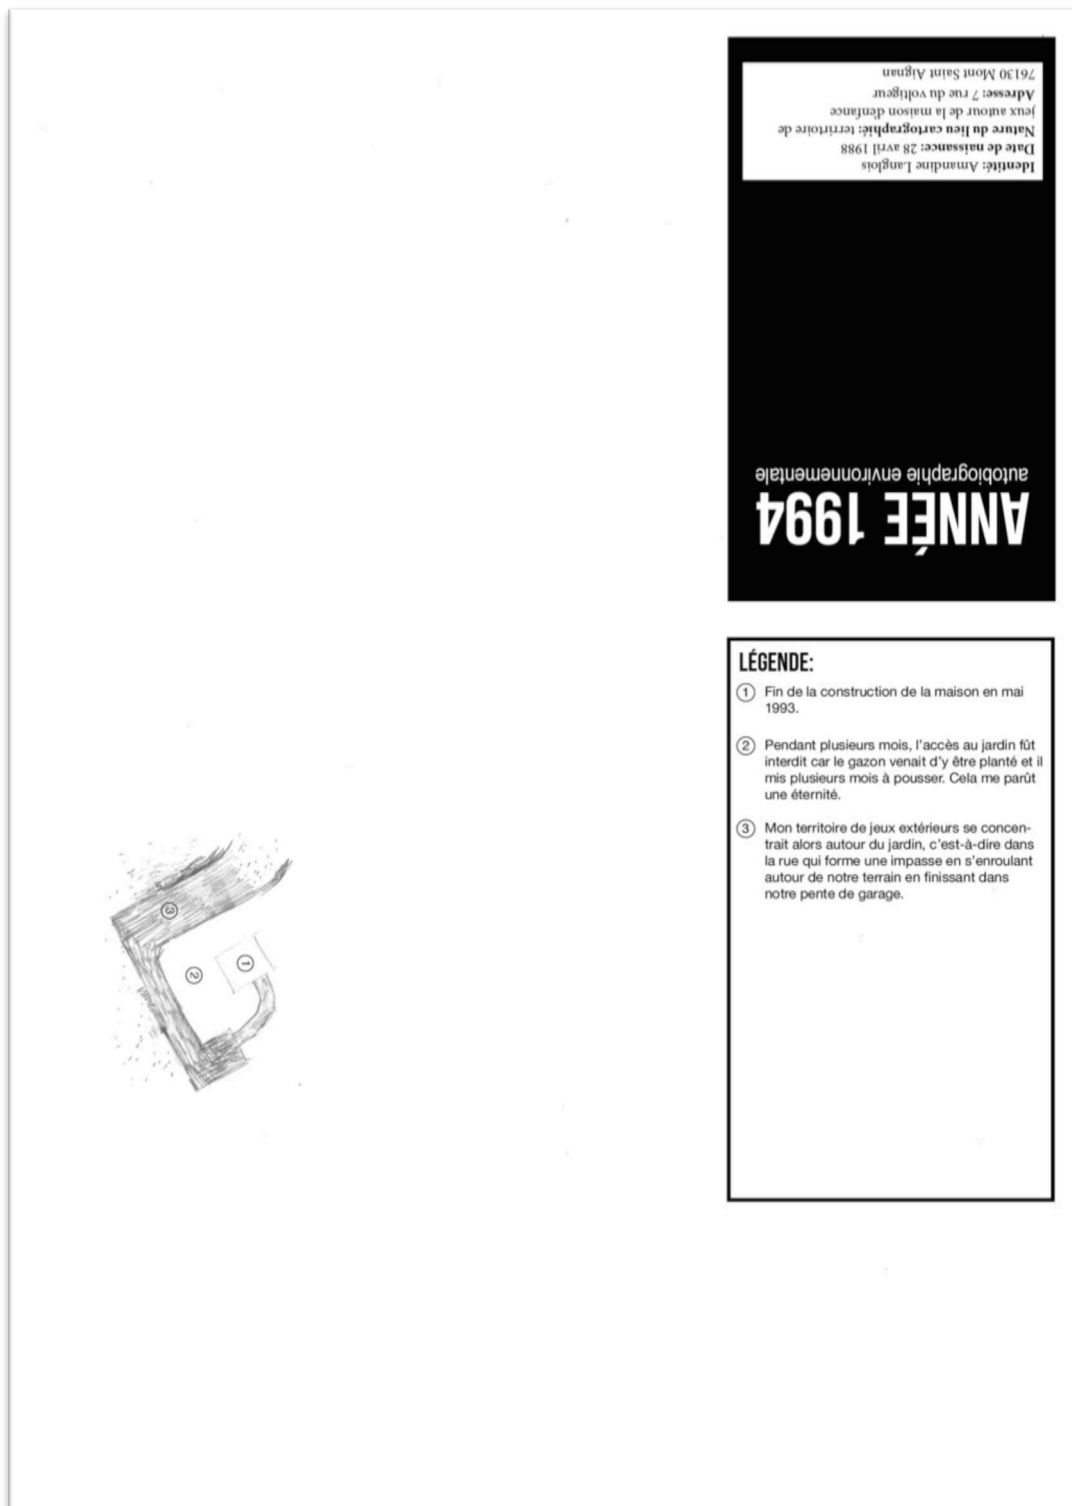 ANNÉE 1994
autobiographie environnementale
Identité: Amandine Langlois
Date de naissance: 28 avril 1988
Nature du lieu cartographié: terrirtoire de
jeux autour de la maison denfance
Adresse: 7 rue du voltigeur
76130 Mont Saint Aignan
LÉGENDE:
1 Fin de la construction de la maison en mai
1993.
2 Pendant plusieurs mois, l'accès au jardin fût
interdit car le gazon venait d'y être planté et il
mis plusieurs mois à pousser. Cela me parût
une éternité.
3 Mon territoire de jeux extérieurs se concen-
trait alors autour du jardin, c'est-à-dire dans
la rue qui forme une impasse en s'enroulant
autour de notre terrain en finissant dans
notre pente de garage.
3
2
1